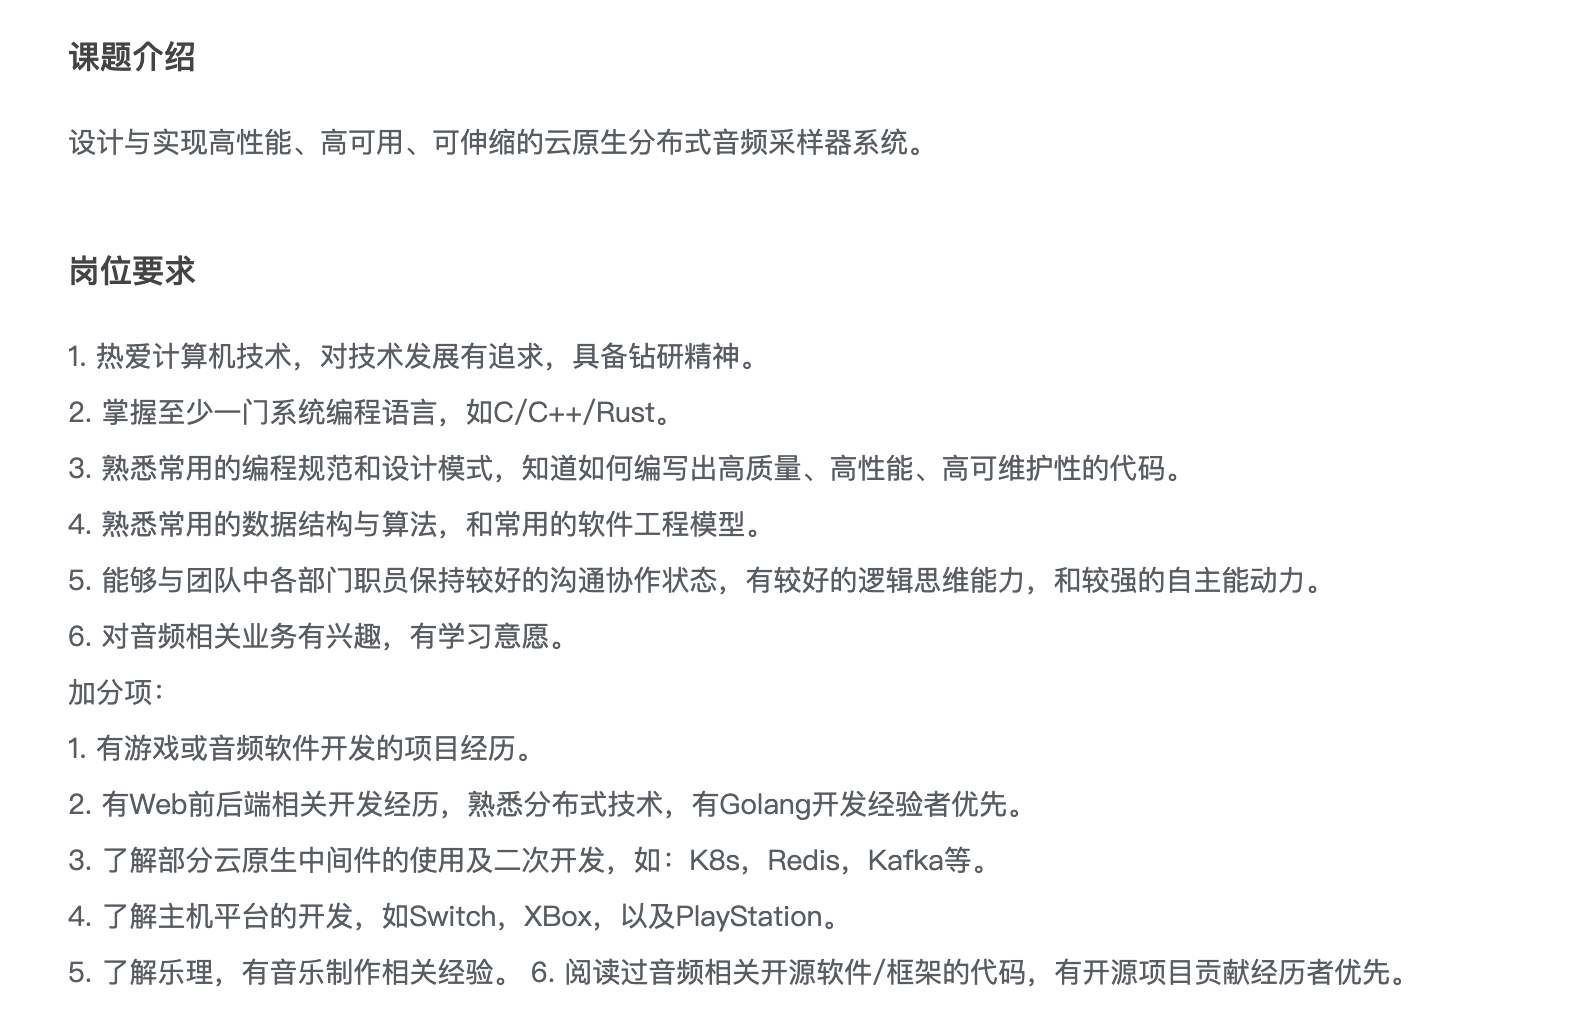 课题介绍
设计与实现高性能、高可用、可伸缩的云原生分布式音频采样器系统。
岗位要求
1. 热爱计算机技术，对技术发展有追求，具备钻研精神。
2. 掌握至少一门系统编程语言，如C/C++/Rust。
3. 熟悉常用的编程规范和设计模式，知道如何编写出高质量、高性能、高可维护性的代码。
4. 熟悉常用的数据结构与算法，和常用的软件工程模型。
5. 能够与团队中各部门职员保持较好的沟通协作状态，有较好的逻辑思维能力，和较强的自主能动力。
6. 对音频相关业务有兴趣，有学习意愿。
加分项：
1. 有游戏或音频软件开发的项目经历。
2. 有Web前后端相关开发经历，熟悉分布式技术，有Golang开发经验者优先。
3. 了解部分云原生中间件的使用及二次开发，如：K8s，Redis，Kafka等。
4. 了解主机平台的开发，如Switch，XBox，以及PlayStation。
5. 了解乐理，有音乐制作相关经验。 6. 阅读过音频相关开源软件/框架的代码，有开源项目贡献经历者优先。